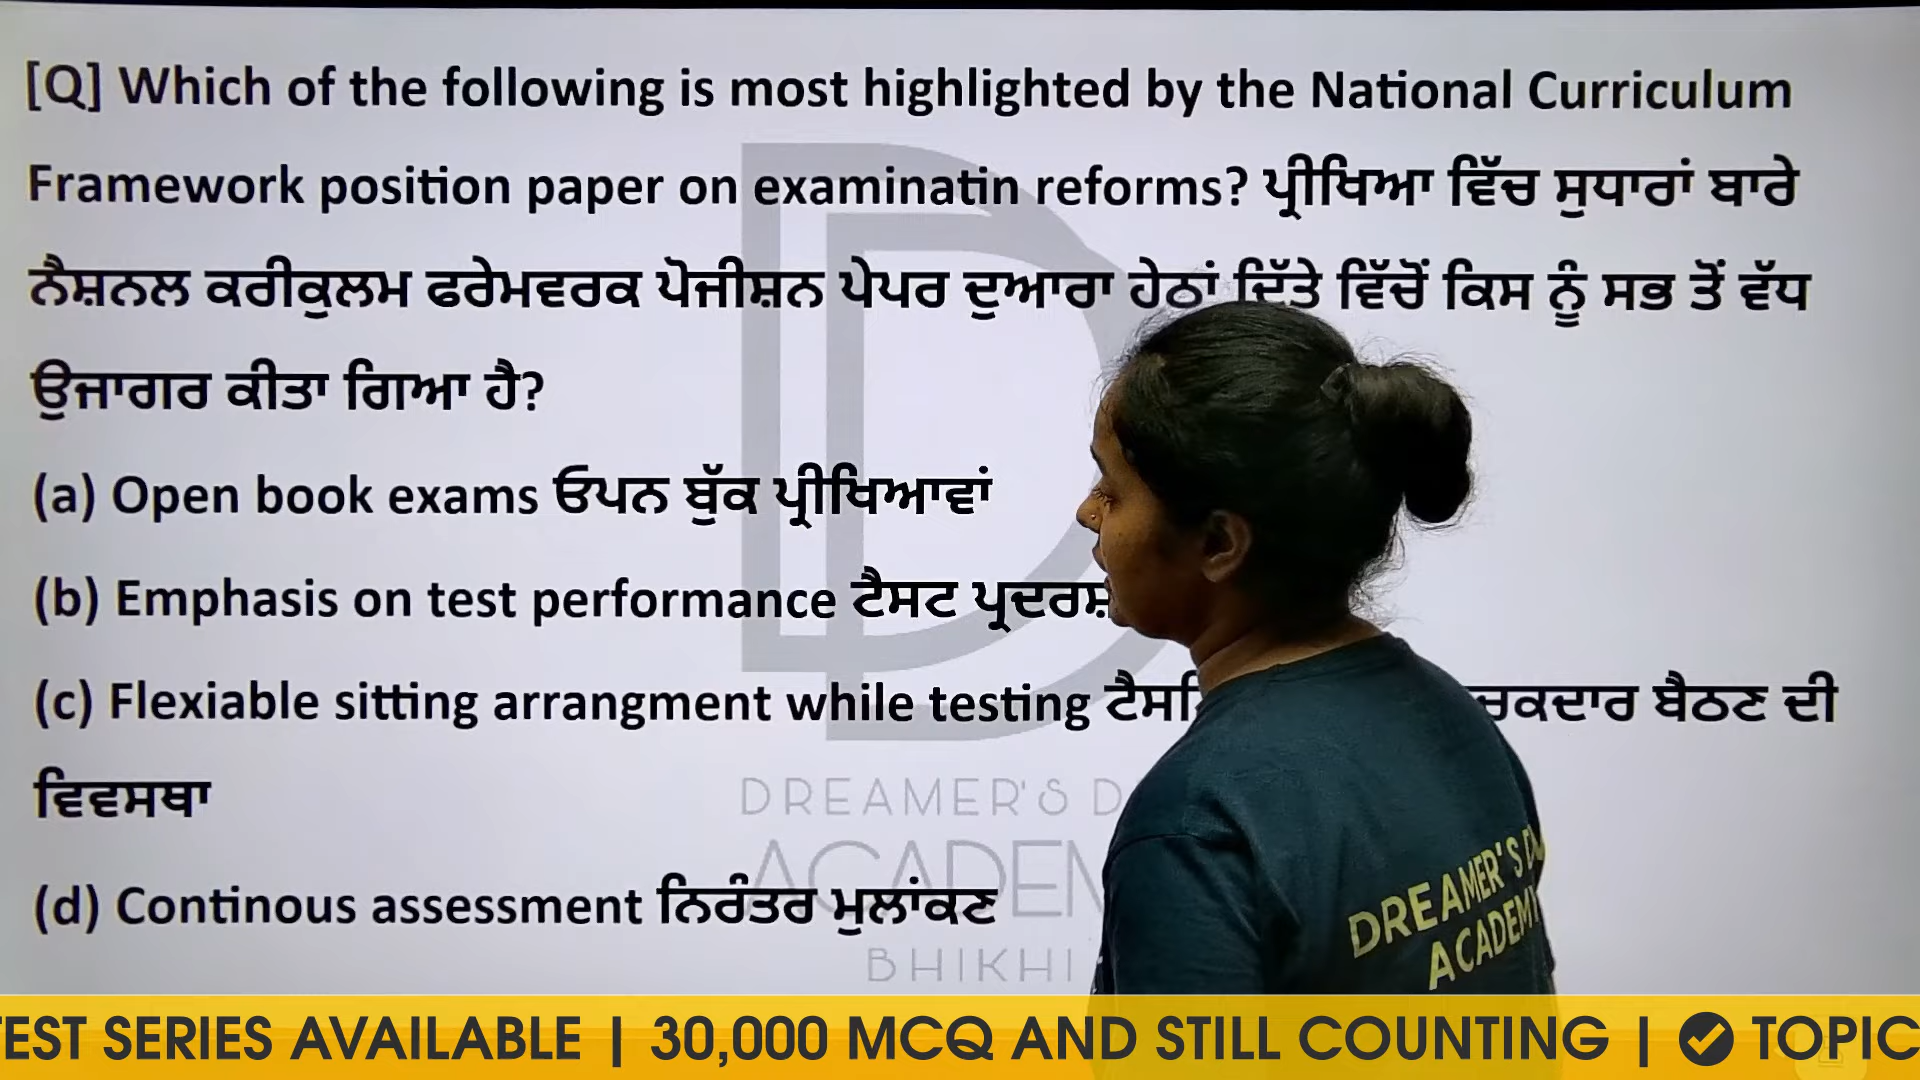 [Q] Which of the following is most highlighted by the National Curriculum
Framework position paper on examinatin reforms? ਪ੍ਰੀਖਿਆ ਵਿੱਚ ਸੁਧਾਰਾਂ ਬਾਰੇ
ਨੈਸ਼ਨਲ ਕਰੀਕੁਲਮ ਫਰੇਮਵਰਕ ਪੋਜੀਸ਼ਨ ਪੇਪਰ ਦੁਆਰਾ ਹੇਠਾਂ ਦਿੱਤੇ ਵਿੱਚੋਂ ਕਿਸ ਨੂੰ ਸਭ ਤੋਂ ਵੱਧ
ਉਜਾਗਰ ਕੀਤਾ ਗਿਆ ਹੈ?
(a) Open book exams ਓਪਨ ਬੁੱਕ ਪ੍ਰੀਖਿਆਵਾਂ
(b) Emphasis on test performance ਟੈਸਟ
(c) Flexiable sitting arrangment while testing ਬੈਠਣ ਦੀ
ਵਿਵਸਥਾ
DREAMER'S
(d) Continous assessment ਨਿਰੰਤਰ ਮੁਲਾਂਕਣ
BHIKHI
DREAMER'S
ACADEMY
TEST SERIES AVAILABLE | 30,000 MCQ AND STILL COUNTING | TOPIC